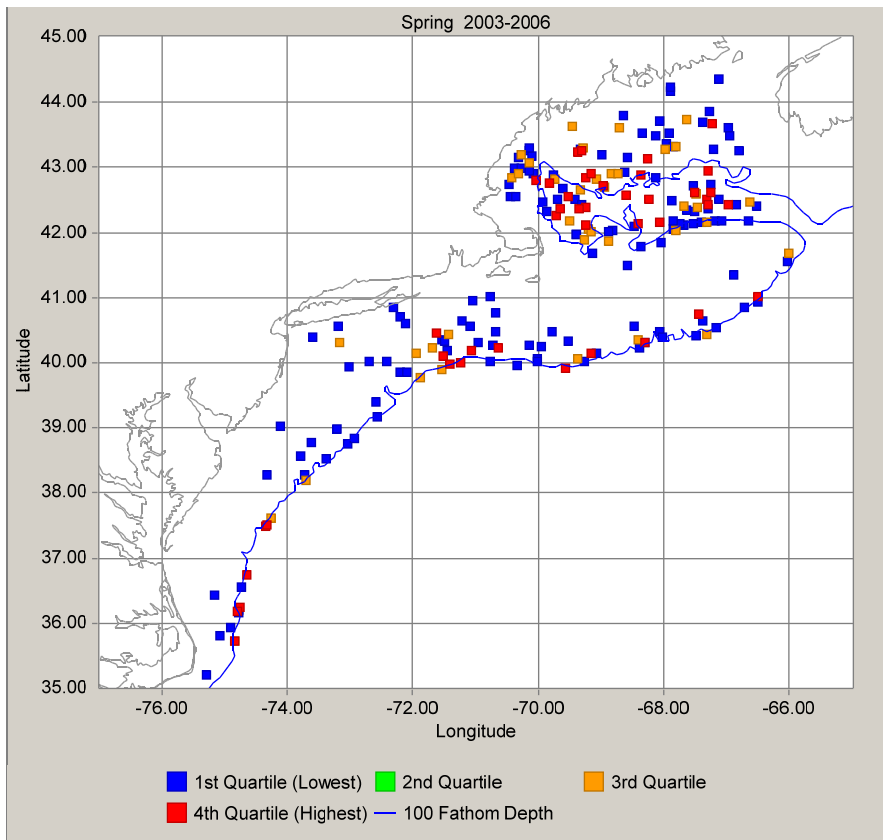 Spring 2003-2006
45.00
44.00
43.00
42.00
41.00
40.00
39.00
38.00
37.00
36.00
35.00
Latitude
-76.00 -74.00 -72.00 -70.00 -68.00 -66.00
Longitude
1st Quartile (Lowest) 2nd Quartile 3rd Quartile
4th Quartile (Highest) 100 Fathom Depth